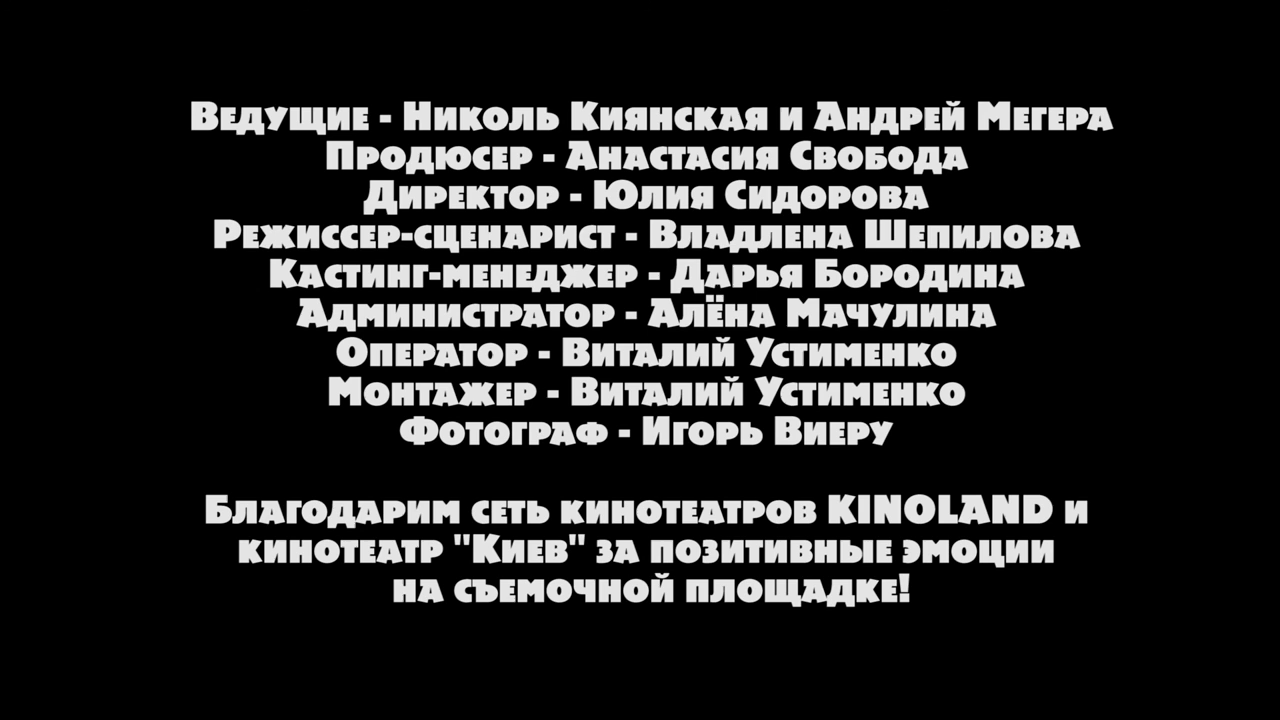 Ведущие - Николь Киянская и Андрей Мегера
Продюсер - Анастасия Свобода
Директор - Юлия Сидорова
Режиссер-сценарист - Владлена Шепилова
Кастинг-менеджер - Дарья Бородина
Администратор - Алёна Мачулина
Оператор - Виталий Устименко
Монтажер - Виталий Устименко
Фотограф - Игорь Виеру
Благодарим сеть кинотеатров KINOLAND и
кинотеатр "Киев" за позитивные эмоции
на съемочной площадке!